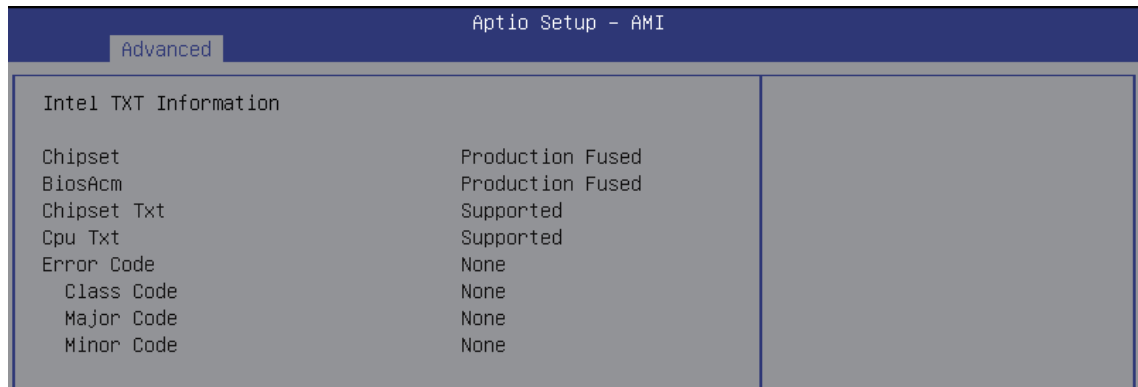 Aptio Setup – AMI
Advanced
Intel TXT Information
Chipset Production Fused
BiosAcm Production Fused
Chipset Txt Supported
Cpu Txt Supported
Error Code None
Class Code None
Major Code None
Minor Code None